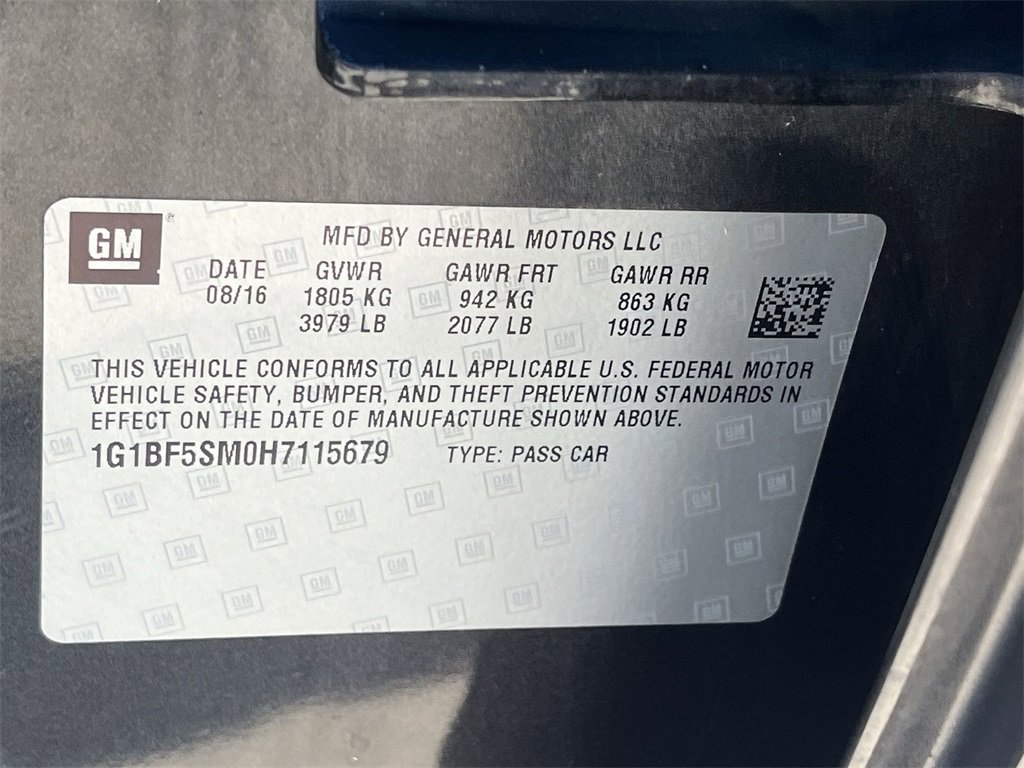 GM
MFD BY GENERAL MOTORS LLC
DATE GVWR GAWR FRT GAWR RR
08/16 1805 KG 942 KG 863 KG
3979 LB 2077 LB 1902 LB
THIS VEHICLE CONFORMS TO ALL APPLICABLE U.S. FEDERAL MOTOR
VEHICLE SAFETY, BUMPER, AND THEFT PREVENTION STANDARDS IN
EFFECT ON THE DATE OF MANUFACTURE SHOWN ABOVE.
1G1BF5SM0H7115679 TYPE: PASS CAR